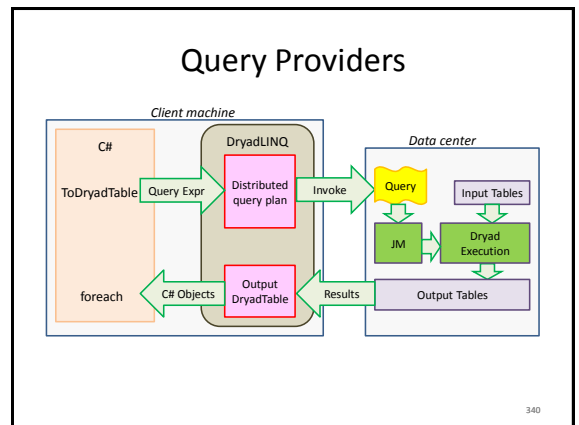 Query Providers
Client machine
Data center
C#
DryadLINQ
ToDryadTable
Query Expr
Distributed
query plan
Invoke
Query
Input Tables
JM
Dryad
Execution
foreach
C# Objects
Output
DryadTable
Results
Output Tables
340